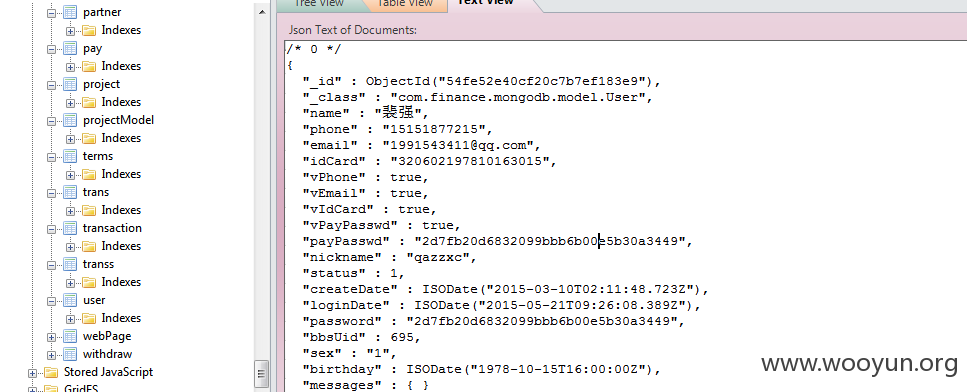 Tree View
Table View
Text View
partner
Indexes
pay
Indexes
project
Indexes
projectModel
Indexes
terms
Indexes
trans
Indexes
transaction
Indexes
transs
Indexes
user
Indexes
webPage
withdraw
Stored JavaScript
GridFS
Json Text of Documents:
/* 0 */
{
"_id" : ObjectId("54fe52e40cf20c7b7ef183e9"),
"_class" : "com.finance.mongodb.model.User",
"name" : "裴强",
"phone" : "15151877215",
"email" : "1991543411@qq.com",
"idCard" : "320602197810163015",
"vPhone" : true,
"vEmail" : true,
"vIdCard" : true,
"vPayPasswd" : true,
"payPasswd" : "2d7fb20d6832099bbb6b00e5b30a3449",
"nickname" : "qazzxc",
"status" : 1,
"createDate" : ISODate("2015-03-10T02:11:48.723Z"),
"loginDate" : ISODate("2015-05-21T09:26:08.389Z"),
"password" : "2d7fb20d6832099bbb6b00e5b30a3449",
"bbsUid" : 695,
"sex" : "1",
"birthday" : ISODate("1978-10-15T16:00:00Z"),
"messages" : { }
www.wooyun.org